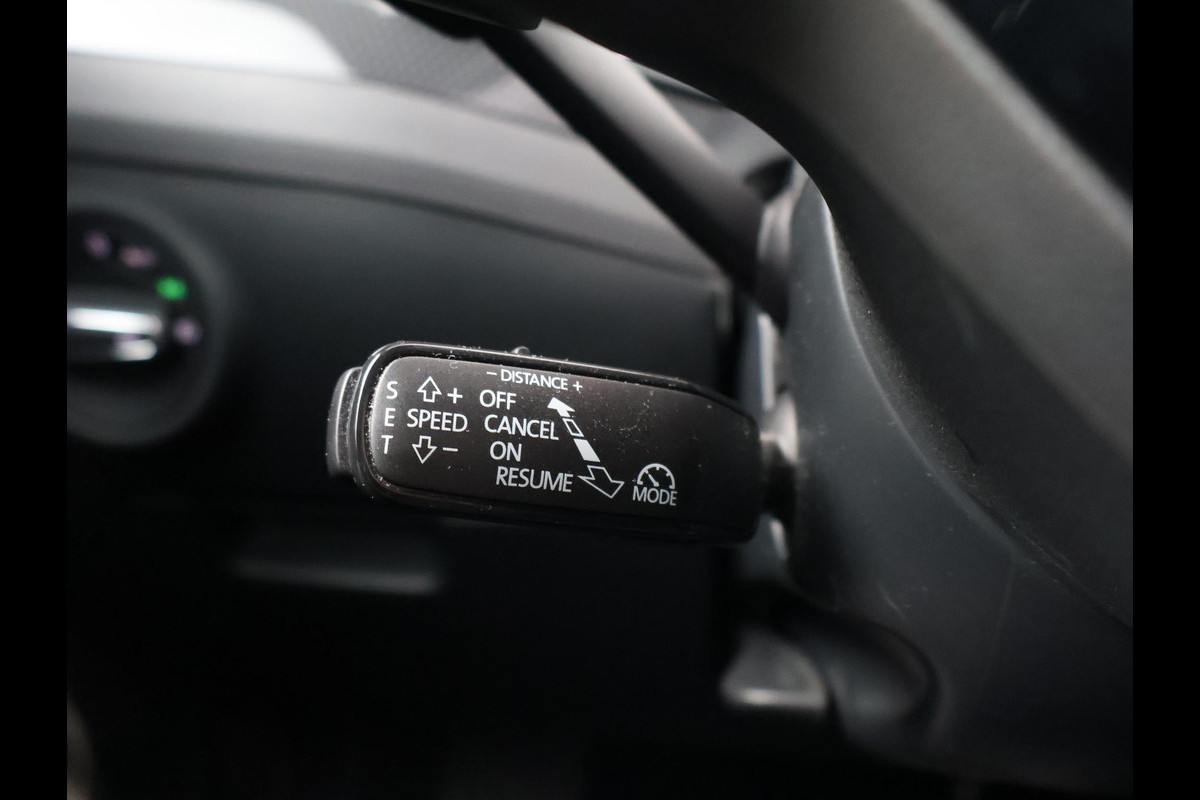 - DISTANCE +
S + OFF
E SPEED CANCEL
T - ON
RESUME
MODE